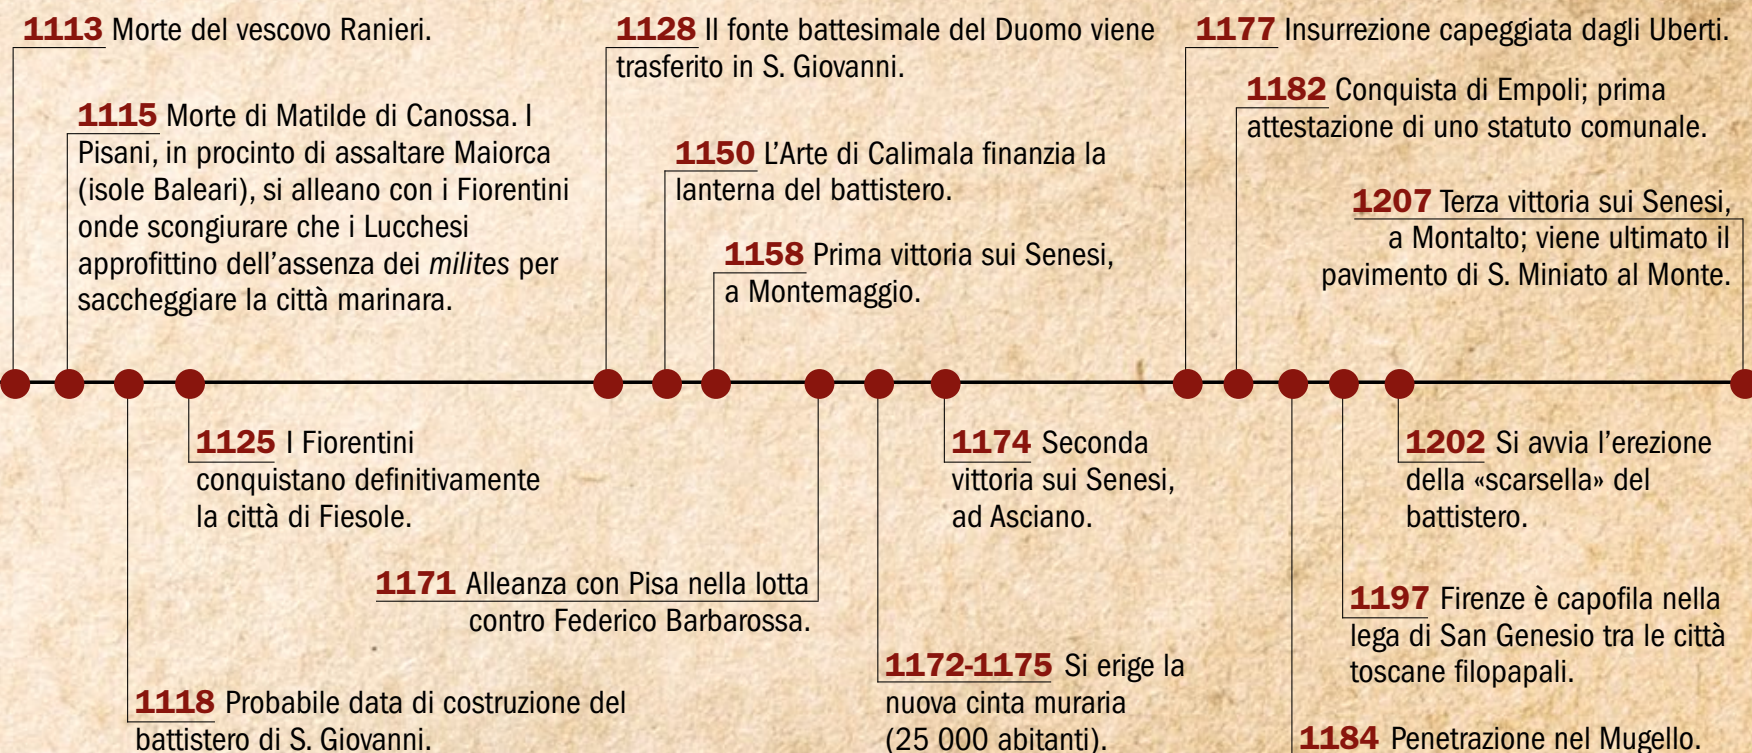 1113 Morte del vescovo Ranieri.
1115 Morte di Matilde di Canossa. I
Pisani, in procinto di assaltare Maiorca
(isole Baleari), si alleano con i Fiorentini
onde scongiurare che i Lucchesi
approfittino dell'assenza dei milites per
saccheggiare la città marinara.
1128 Il fonte battesimale del Duomo viene
trasferito in S. Giovanni.
1150 L'Arte di Calimala finanzia la
lanterna del battistero.
1158 Prima vittoria sui Senesi,
a Montemaggio.
1177 Insurrezione capeggiata dagli Uberti.
1182 Conquista di Empoli; prima
attestazione di uno statuto comunale.
1207 Terza vittoria sui Senesi,
a Montalto; viene ultimato il
pavimento di S. Miniato al Monte.
1125 I Fiorentini
conquistano definitivamente
la città di Fiesole.
1171 Alleanza con Pisa nella lotta
contro Federico Barbarossa.
1118 Probabile data di costruzione del
battistero di S. Giovanni.
1174 Seconda
vittoria sui Senesi,
ad Asciano.
1172-1175 Si erige la
nuova cinta muraria
(25 000 abitanti).
1202 Si avvia l'erezione
della «scarsella» del
battistero.
1197 Firenze è capofila nella
lega di San Genesio tra le città
toscane filopapali.
1184 Penetrazione nel Mugello.